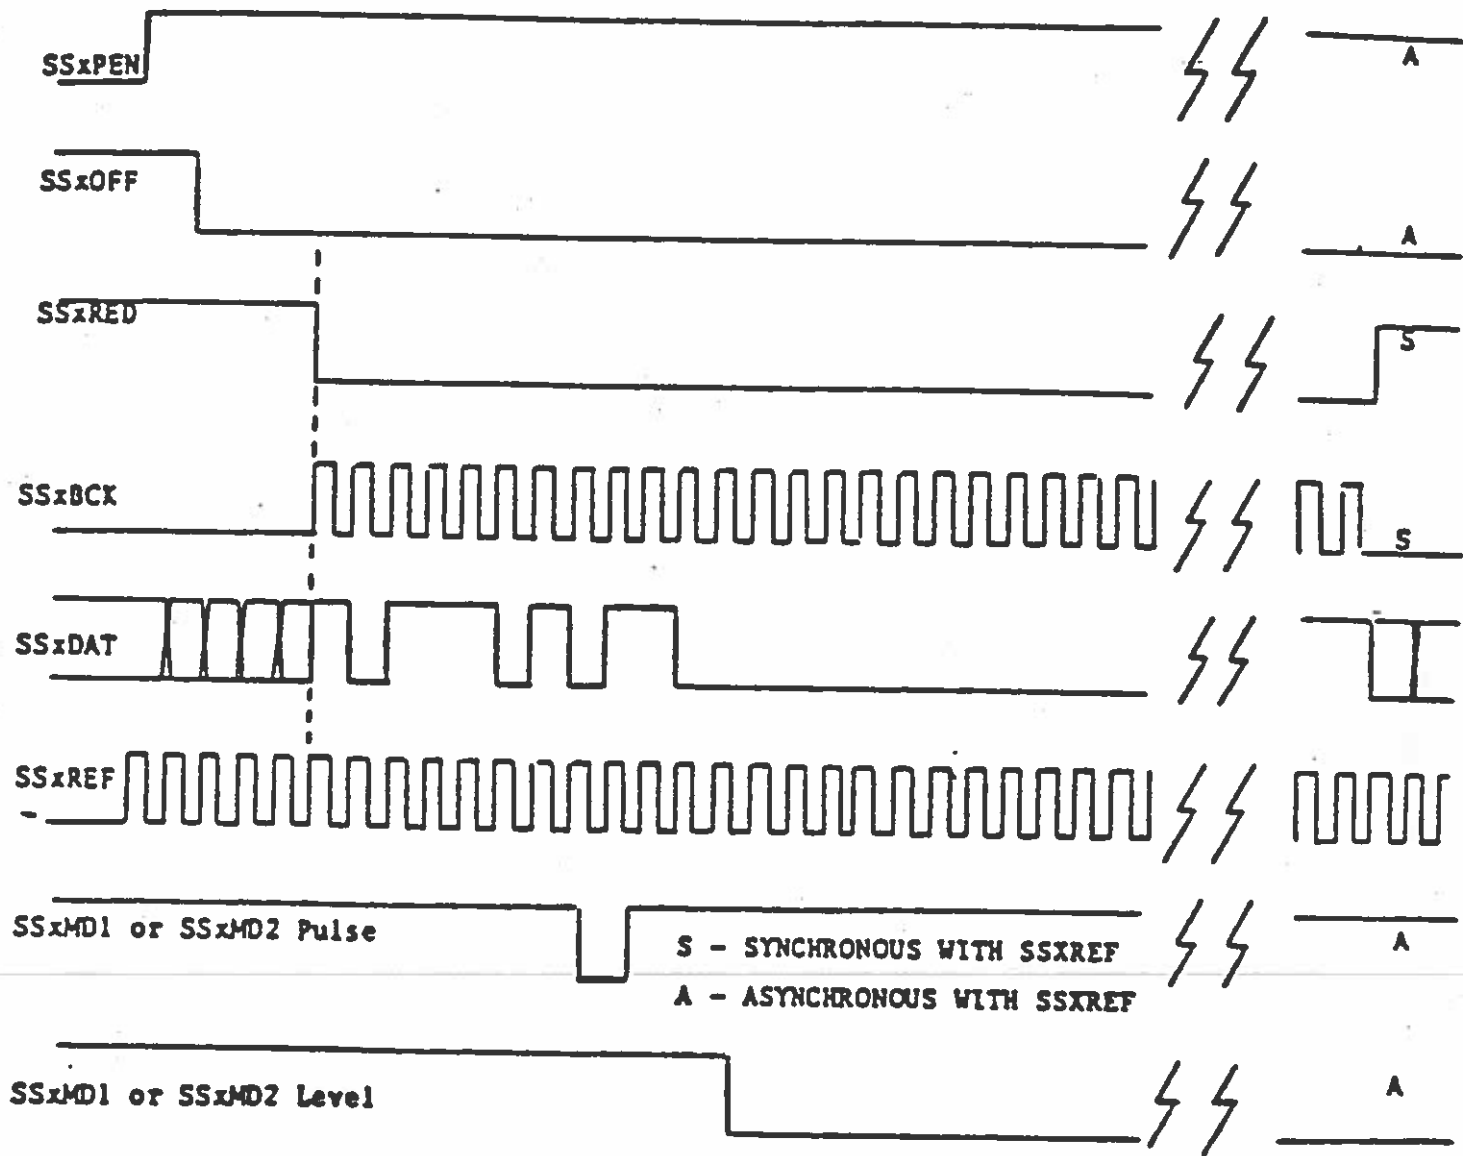 SSxPEN
A
SSxOFF
A
SSxRED
S
SSxBCK
S
SSxDAT
SSxREF
SSxMD1 or SSxMD2 Pulse
S - SYNCHRONOUS WITH SSXREF
A
A - ASYNCHRONOUS WITH SSXREF
SSxMD1 or SSxMD2 Level
A